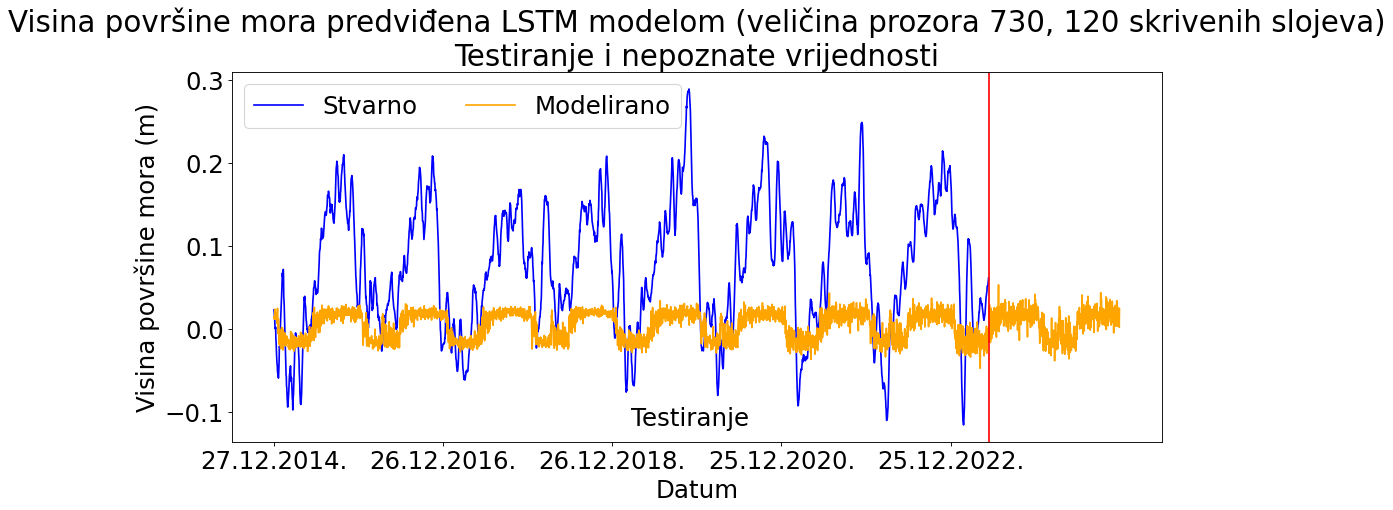 Visina površine mora predviđena LSTM modelom (veličina prozora 730, 120 skrivenih slojeva)
Testiranje i nepoznate vrijednosti
Stvarno
Modelirano
Visina površine mora (m)
0.3
0.2
0.1
0.0
−0.1
Testiranje
27.12.2014.
26.12.2016.
26.12.2018.
25.12.2020.
25.12.2022.
Datum